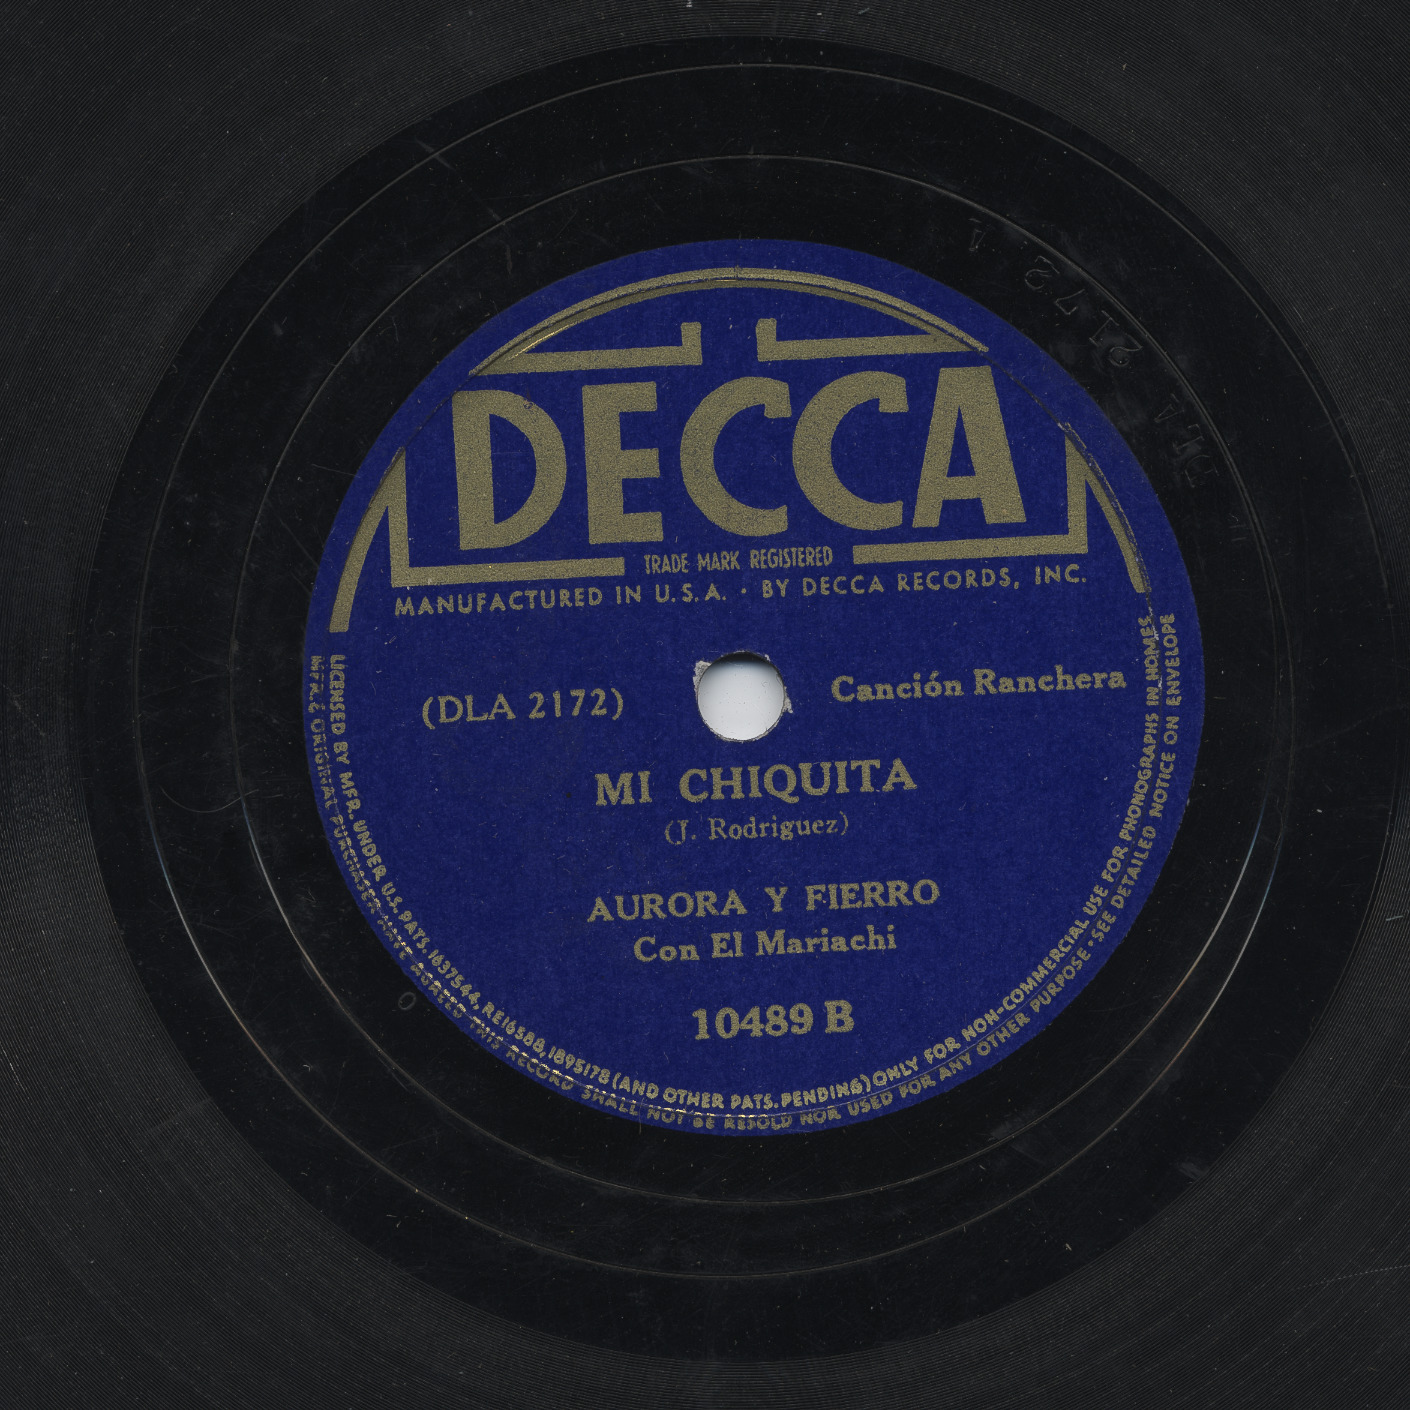 DECCA
TRADE MARK REGISTERED
MANUFACTURED IN U.S.A. · BY DECCA RECORDS, INC.
(DLA 2172)
Canción Ranchera
MI CHIQUITA
(J. Rodriguez)
AURORA Y FIERRO
Con El Mariachi
10489 B
LICENSED BY MFR. UNDER U.S. PATS. 1637544, RE16588, 1895178 (AND OTHER PATS. PENDING) ONLY FOR NON-COMMERCIAL USE FOR PHONOGRAPHS IN HOMES.
MFR. & ORIGINAL PURCHASER HAVE AGREED THIS RECORD SHALL NOT BE RESOLD NOR USED FOR ANY OTHER PURPOSE · SEE DETAILED NOTICE ON ENVELOPE
DLA 2172 A